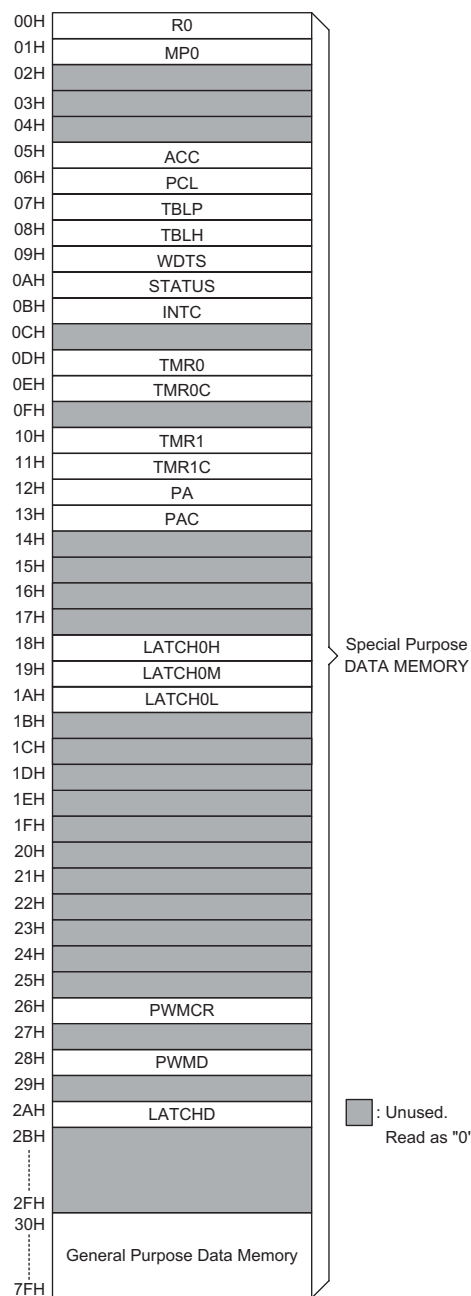 00H R0
01H MP0
02H
03H
04H
05H ACC
06H PCL
07H TBLP
08H TBLH
09H WDTS
0AH STATUS
0BH INTC
0CH
0DH TMR0
0EH TMR0C
0FH
10H TMR1
11H TMR1C
12H PA
13H PAC
14H
15H
16H
17H
18H LATCH0H
19H LATCH0M
1AH LATCH0L
1BH
1CH
1DH
1EH
1FH
20H
21H
22H
23H
24H
25H
26H PWMCR
27H
28H PWMD
29H
2AH LATCHD
2BH
2FH
30H
General Purpose Data Memory
7FH
Special Purpose
DATA MEMORY
: Unused.
Read as "0"